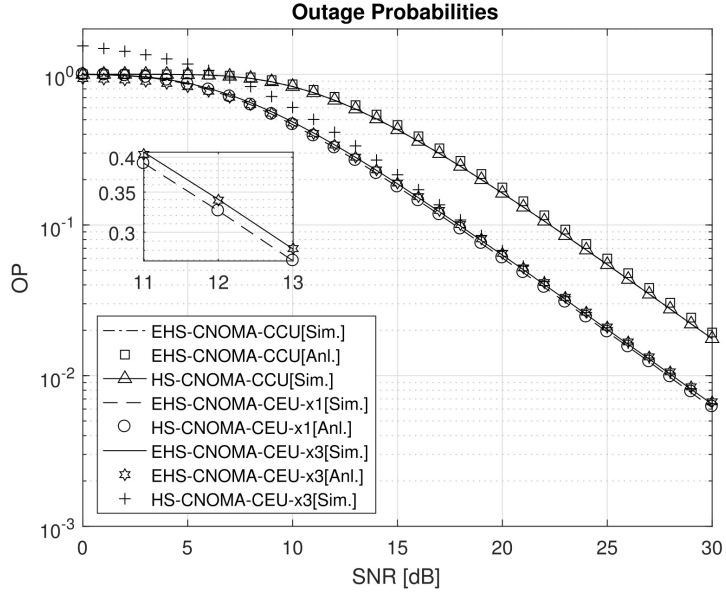 Outage Probabilities
10^0
10^-1
10^-2
10^-3
OP
0.4
0.35
0.3
11 12 13
EHS-CNOMA-CCU[Sim.]
EHS-CNOMA-CCU[Anl.]
HS-CNOMA-CCU[Sim.]
EHS-CNOMA-CEU-x1[Sim.]
HS-CNOMA-CEU-x1[Anl.]
EHS-CNOMA-CEU-x3[Sim.]
EHS-CNOMA-CEU-x3[Anl.]
HS-CNOMA-CEU-x3[Sim.]
0 5 10 15 20 25 30
SNR [dB]